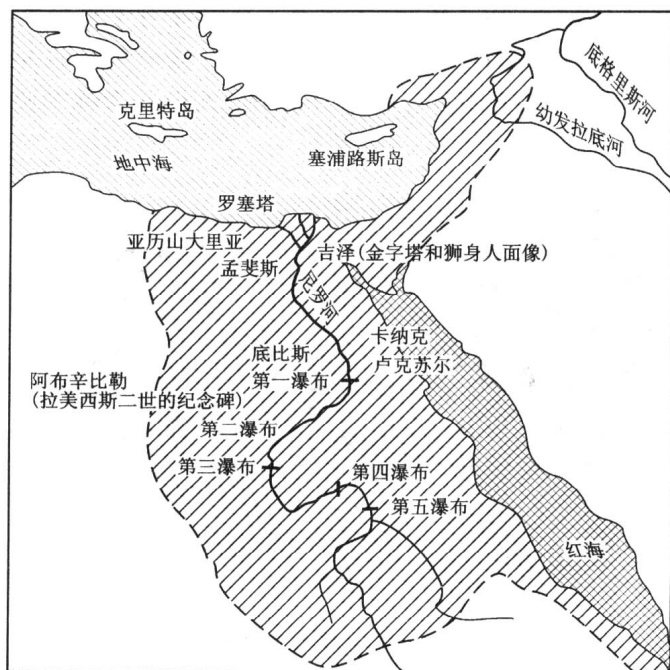 底格里斯河
幼发拉底河
克里特岛
地中海
塞浦路斯岛
罗塞塔
亚历山大里亚
孟斐斯
吉泽(金字塔和狮身人面像)
尼罗河
卡纳克
卢克苏尔
底比斯
第一瀑布
阿布辛比勒
(拉美西斯二世的纪念碑)
第二瀑布
第三瀑布
第四瀑布
第五瀑布
红海